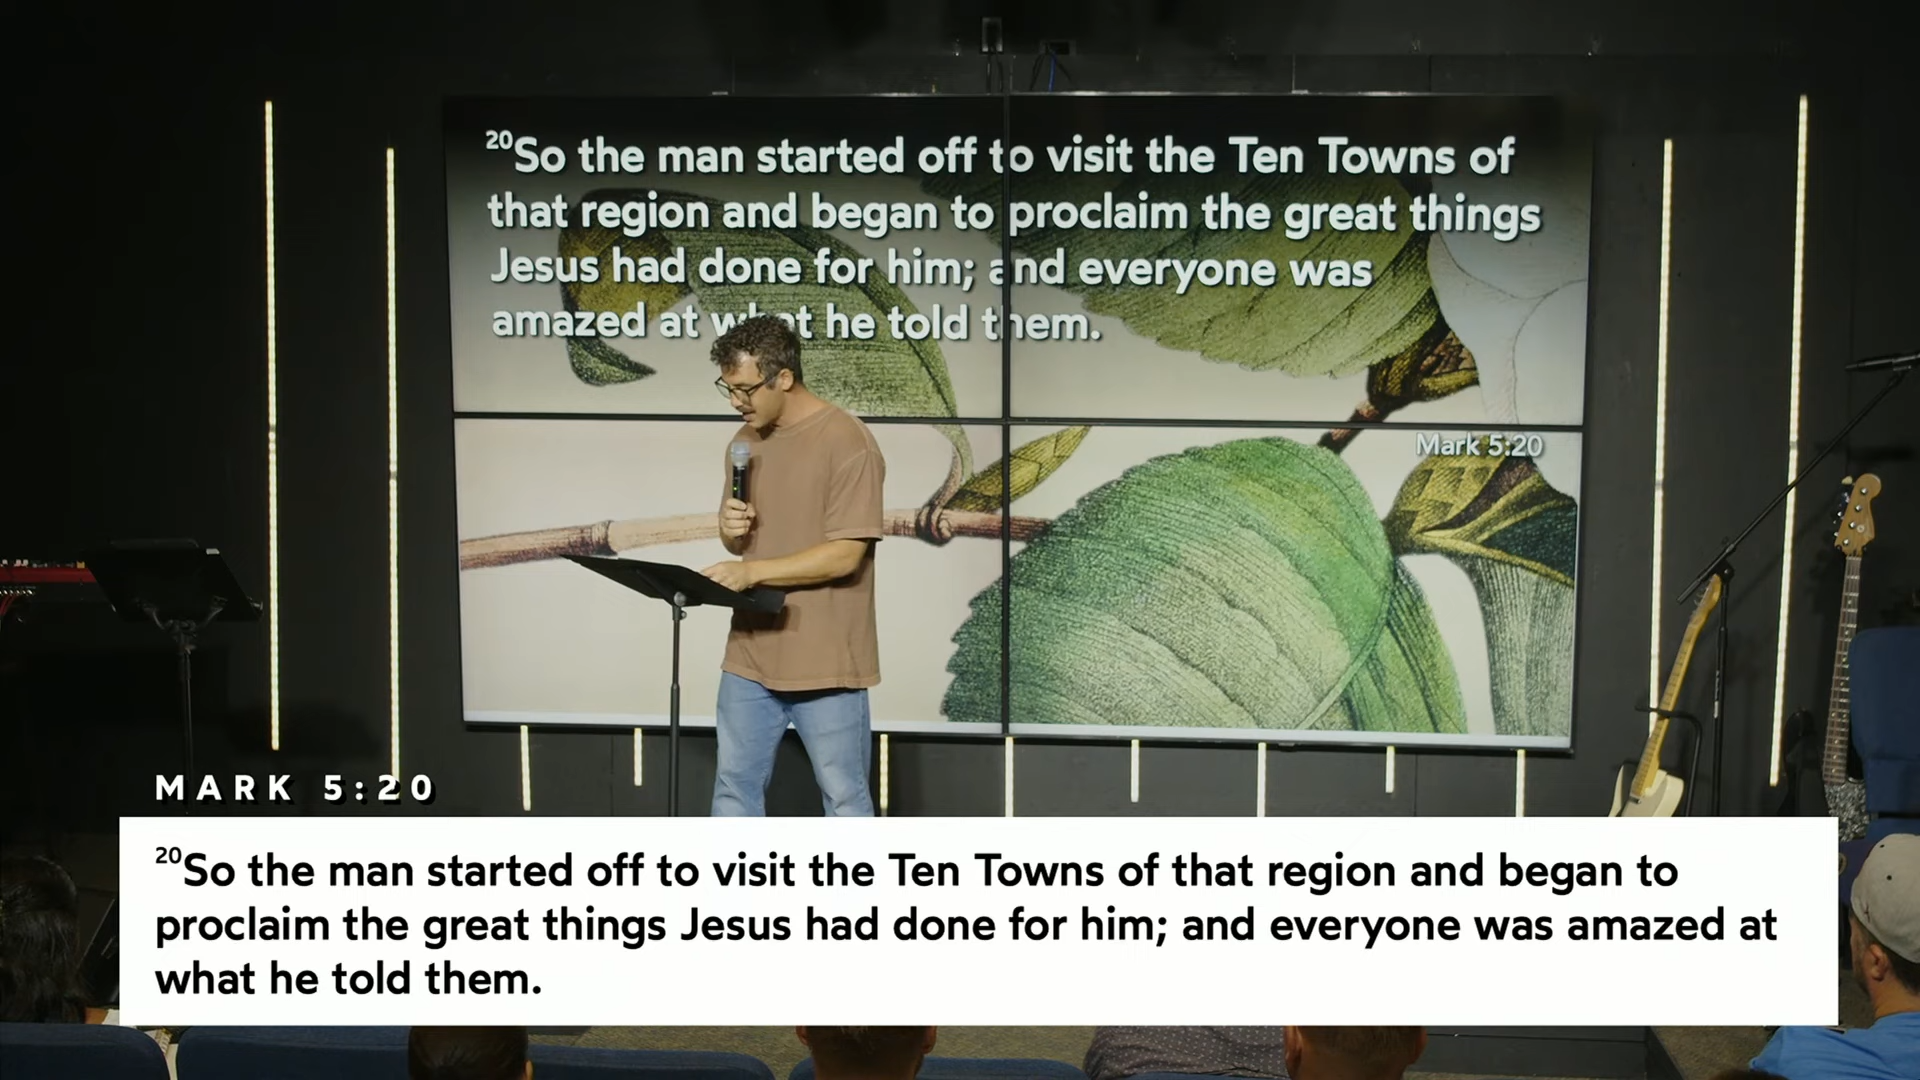 20So the man started off to visit the Ten Towns of
that region and began to proclaim the great things
Jesus had done for him; and everyone was
amazed at what he told them.
Mark 5:20
MARK 5:20
20So the man started off to visit the Ten Towns of that region and began to
proclaim the great things Jesus had done for him; and everyone was amazed at
what he told them.